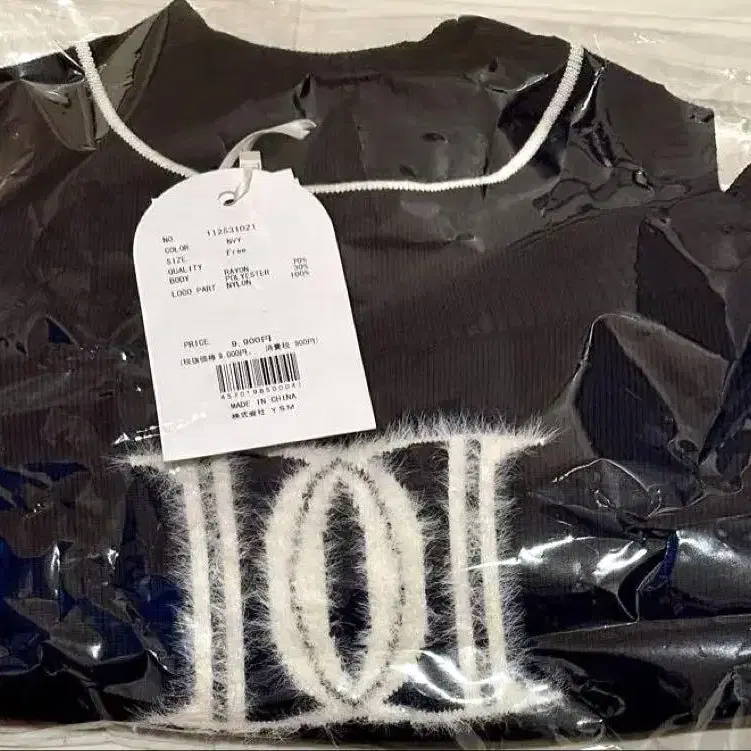 NO 112631021
COLOR NVY
SIZE Free
QUALITY
BODY RAYON 70%
POLYESTER 30%
LOGO PART NYLON 100%
PRICE 9,900円
(税抜価格 9,000円, 消費税 900円)
4570198500047
MADE IN CHINA
株式会社 YSM